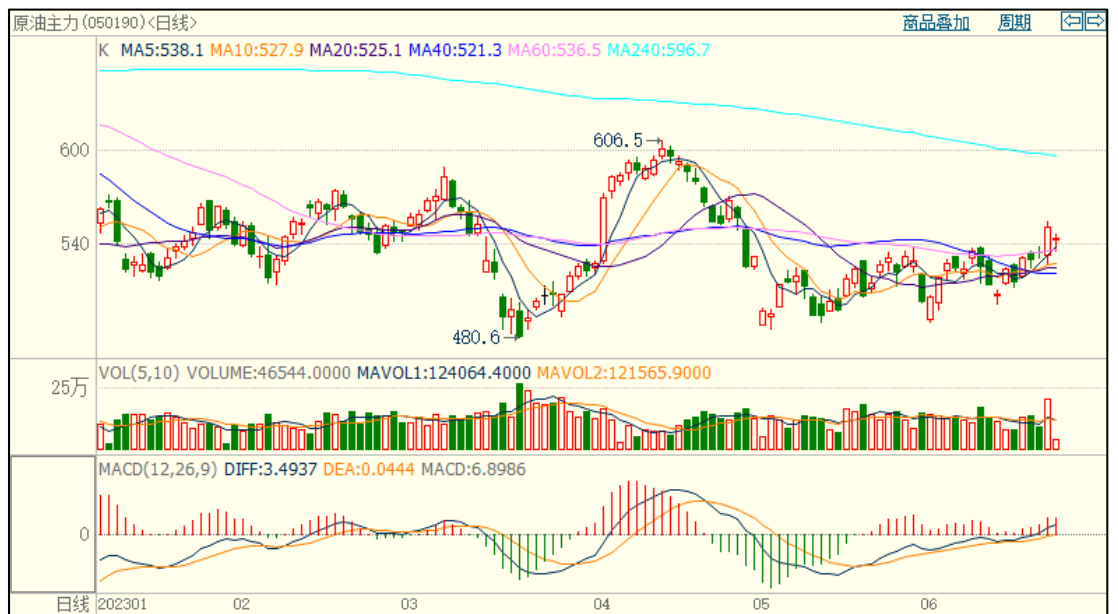 原油主力(050190)<日线> 商品叠加 周期
K MA5:538.1 MA10:527.9 MA20:525.1 MA40:521.3 MA60:536.5 MA240:596.7
606.5
600
540
480.6
VOL(5,10) VOLUME:46544.0000 MAVOL1:124064.4000 MAVOL2:121565.9000
25万
MACD(12,26,9) DIFF:3.4937 DEA:0.0444 MACD:6.8986
0
日线 202301 02 03 04 05 06